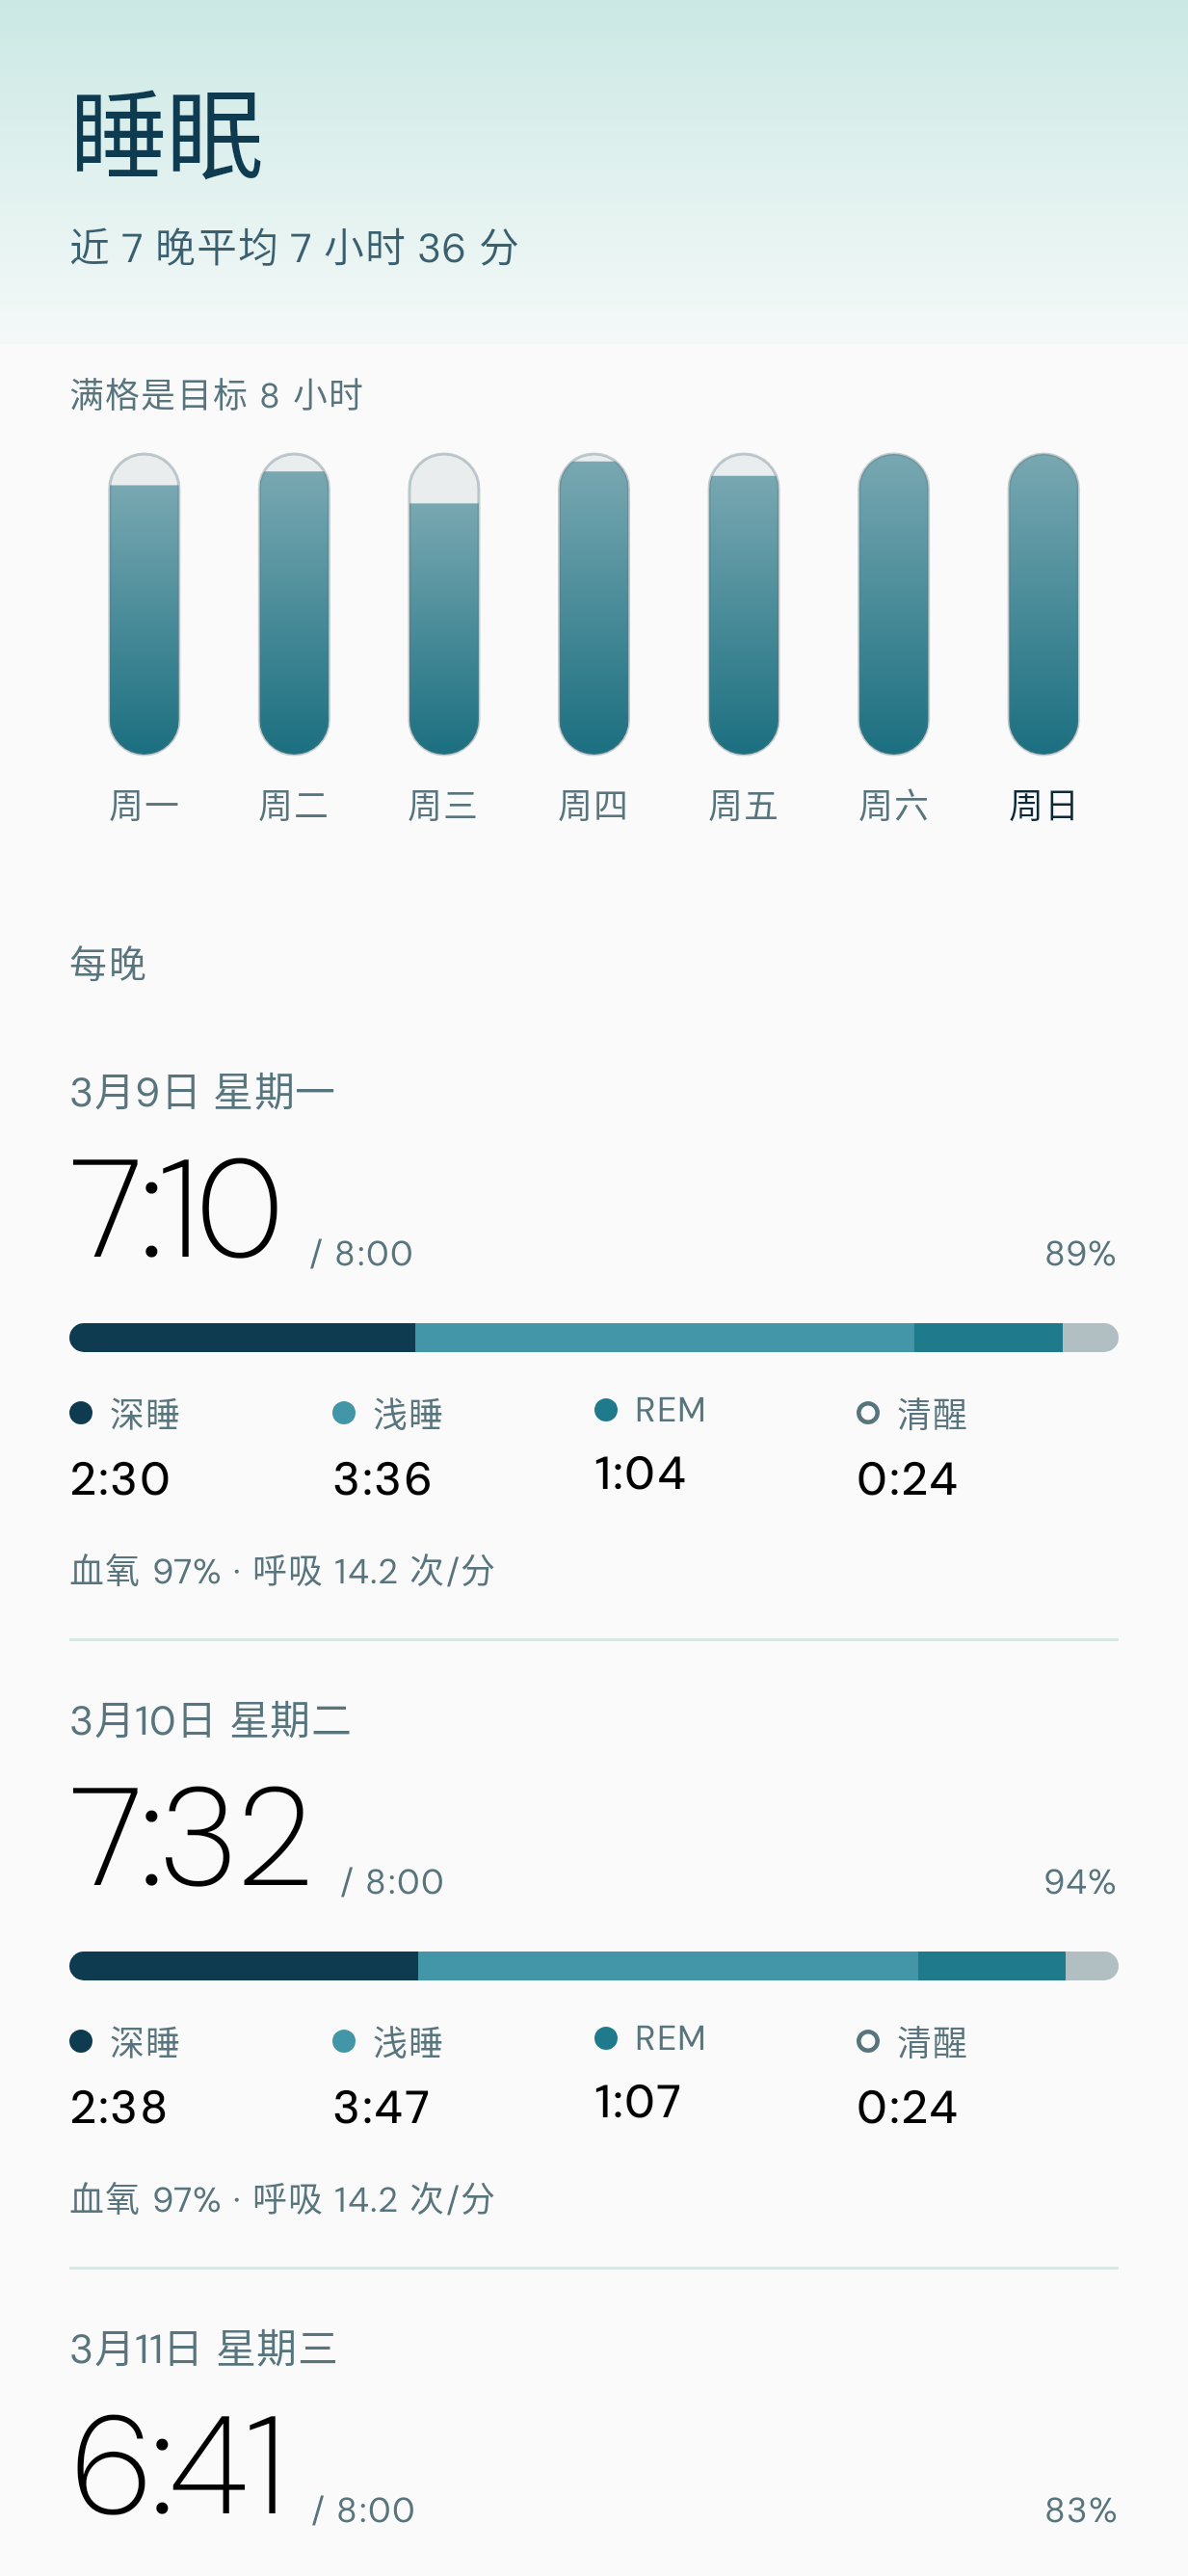 睡眠
近 7 晚平均 7 小时 36 分
满格是目标 8 小时
周一 周二 周三 周四 周五 周六 周日
每晚
3月9日 星期一
7:10 / 8:00 89%
深睡 浅睡 REM 清醒
2:30 3:36 1:04 0:24
血氧 97% · 呼吸 14.2 次/分
3月10日 星期二
7:32 / 8:00 94%
深睡 浅睡 REM 清醒
2:38 3:47 1:07 0:24
血氧 97% · 呼吸 14.2 次/分
3月11日 星期三
6:41 / 8:00 83%